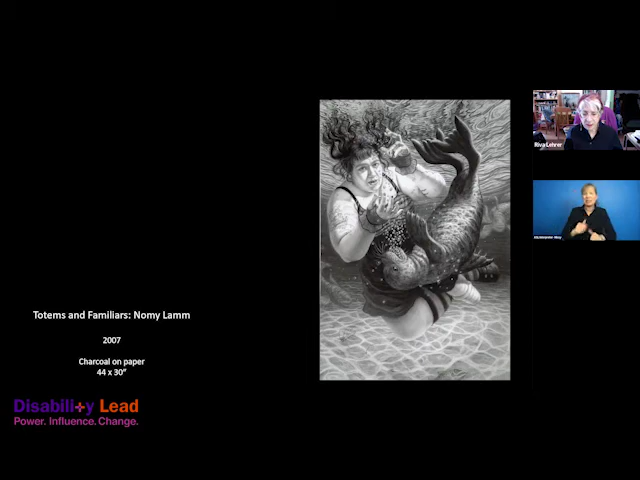 Riva Lehrer
Totems and Familiars: Nomy Lamm
2007
Charcoal on paper
44 x 30"
Disability Lead
Power. Influence. Change.